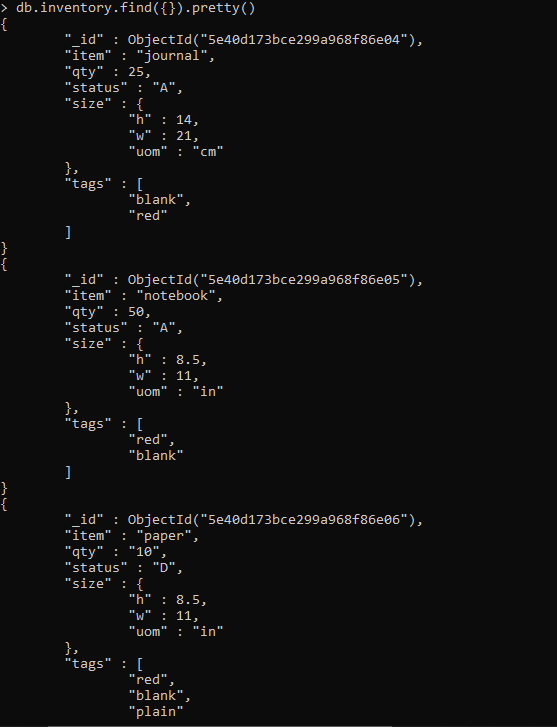 > db.inventory.find({}).pretty()
{
        "_id" : ObjectId("5e40d173bce299a968f86e04"),
        "item" : "journal",
        "qty" : 25,
        "status" : "A",
        "size" : {
                "h" : 14,
                "w" : 21,
                "uom" : "cm"
        },
        "tags" : [
                "blank",
                "red"
        ]
}
{
        "_id" : ObjectId("5e40d173bce299a968f86e05"),
        "item" : "notebook",
        "qty" : 50,
        "status" : "A",
        "size" : {
                "h" : 8.5,
                "w" : 11,
                "uom" : "in"
        },
        "tags" : [
                "red",
                "blank"
        ]
}
{
        "_id" : ObjectId("5e40d173bce299a968f86e06"),
        "item" : "paper",
        "qty" : "10",
        "status" : "D",
        "size" : {
                "h" : 8.5,
                "w" : 11,
                "uom" : "in"
        },
        "tags" : [
                "red",
                "blank",
                "plain"